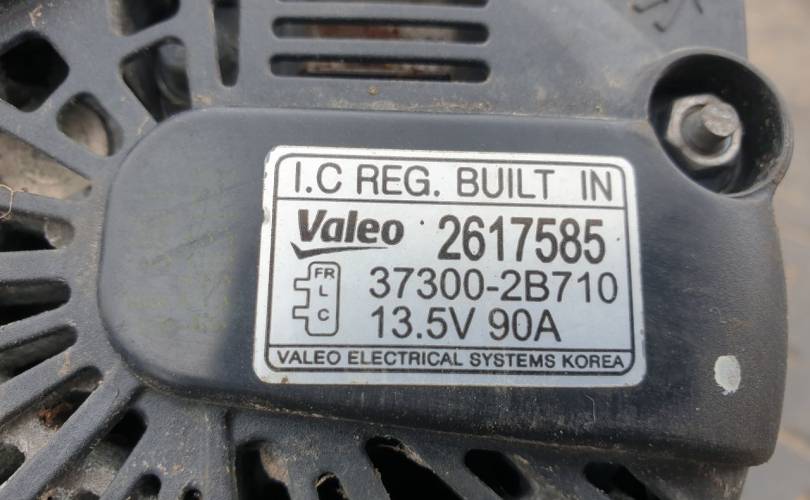 I.C REG. BUILT IN
Valeo 2617585
FR
L
C
37300-2B710
13.5V 90A
VALEO ELECTRICAL SYSTEMS KOREA